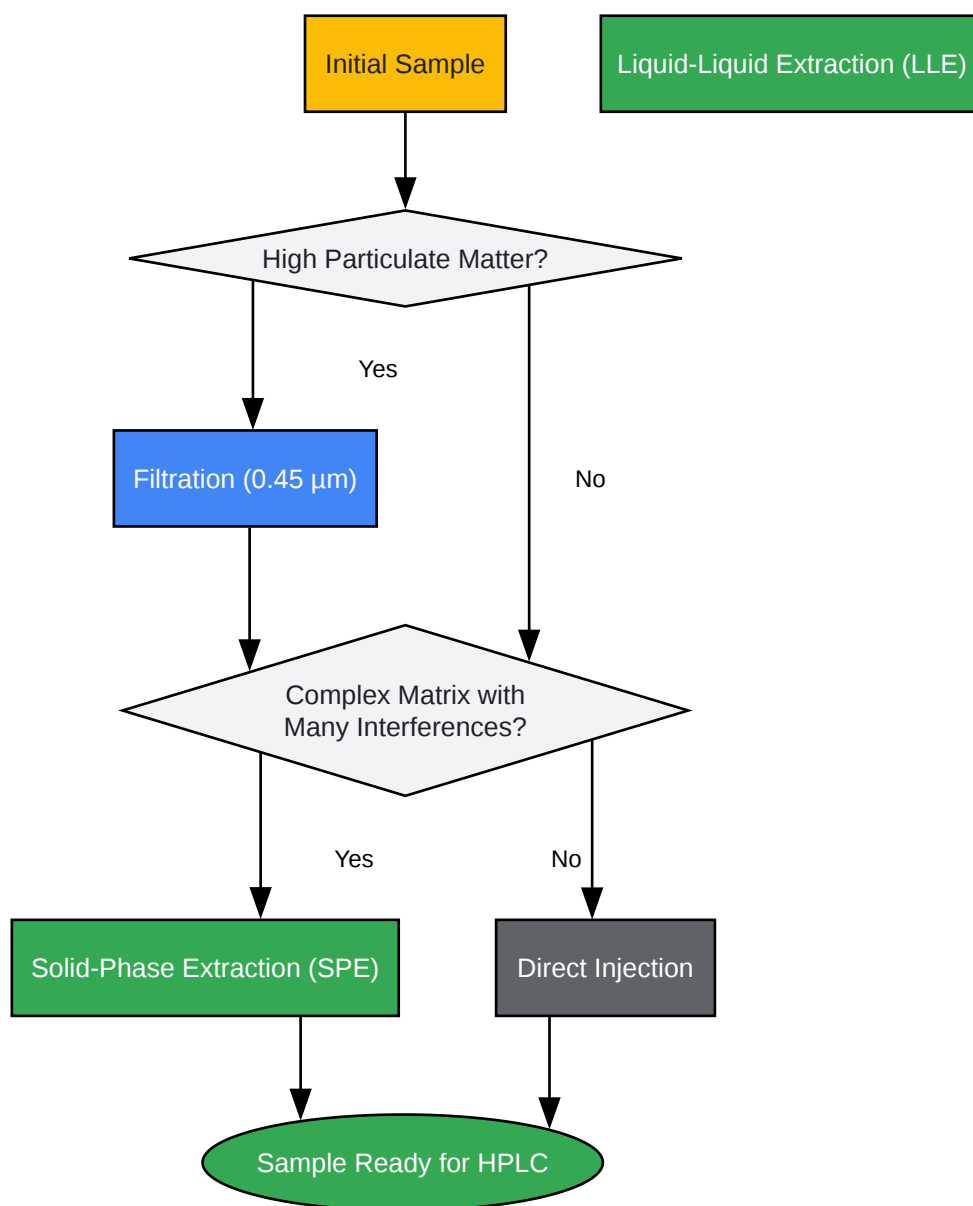 Initial Sample
Liquid-Liquid Extraction (LLE)
High Particulate Matter?
Yes
Filtration (0.45 µm)
No
Complex Matrix with
Many Interferences?
Yes
No
Solid-Phase Extraction (SPE)
Direct Injection
Sample Ready for HPLC